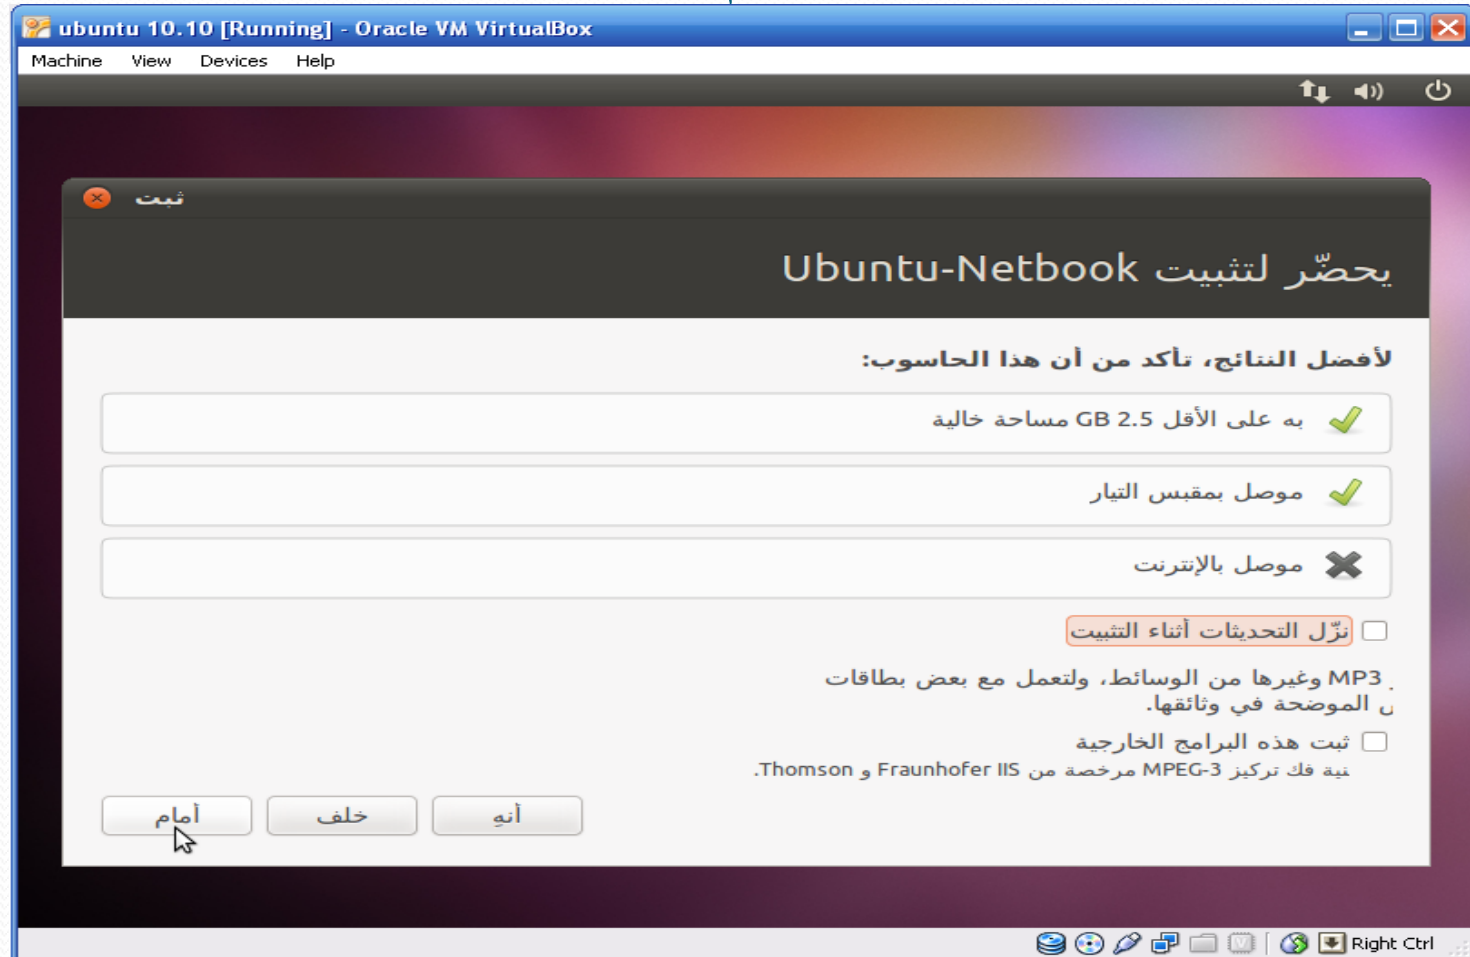 ubuntu 10.10 [Running] - Oracle VM VirtualBox
Machine View Devices Help
ثبت
يحضّر لتثبيت Ubuntu-Netbook
لأفضل النتائج، تأكد من أن هذا الحاسوب:
به على الأقل 2.5 GB مساحة خالية
موصل بمقبس التيار
موصل بالإنترنت
نزّل التحديثات أثناء التثبيت
MP3 وغيرها من الوسائط، ولتعمل مع بعض بطاقات
الموضحة في وثائقها.
ثبت هذه البرامج الخارجية
فك تركيز MPEG-3 مرخصة من Fraunhofer IIS و Thomson.
أنهِ خلف أمام
Right Ctrl